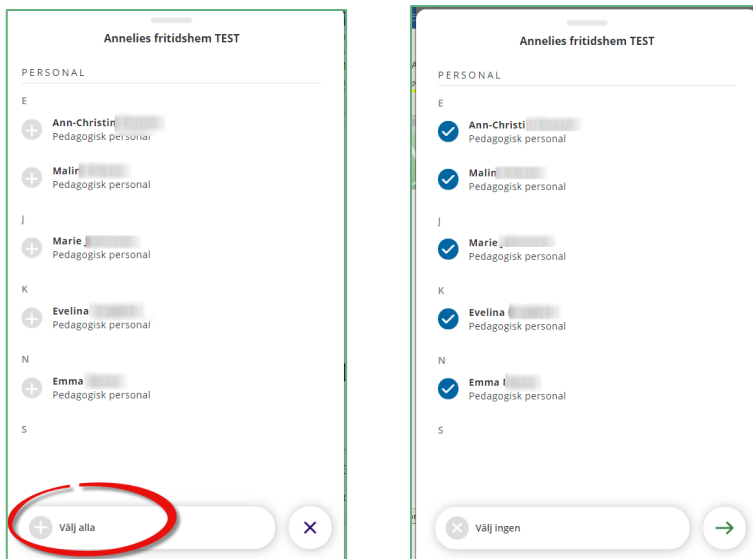 Annelies fritidshem TEST
PERSONAL
E
Ann-Christin
Pedagogisk personal
Malin
Pedagogisk personal
J
Marie
Pedagogisk personal
K
Evelina
Pedagogisk personal
N
Emma
Pedagogisk personal
S
Välj alla
Annelies fritidshem TEST
PERSONAL
E
Ann-Christi
Pedagogisk personal
Malin
Pedagogisk personal
J
Marie
Pedagogisk personal
K
Evelina
Pedagogisk personal
N
Emma
Pedagogisk personal
S
Välj ingen